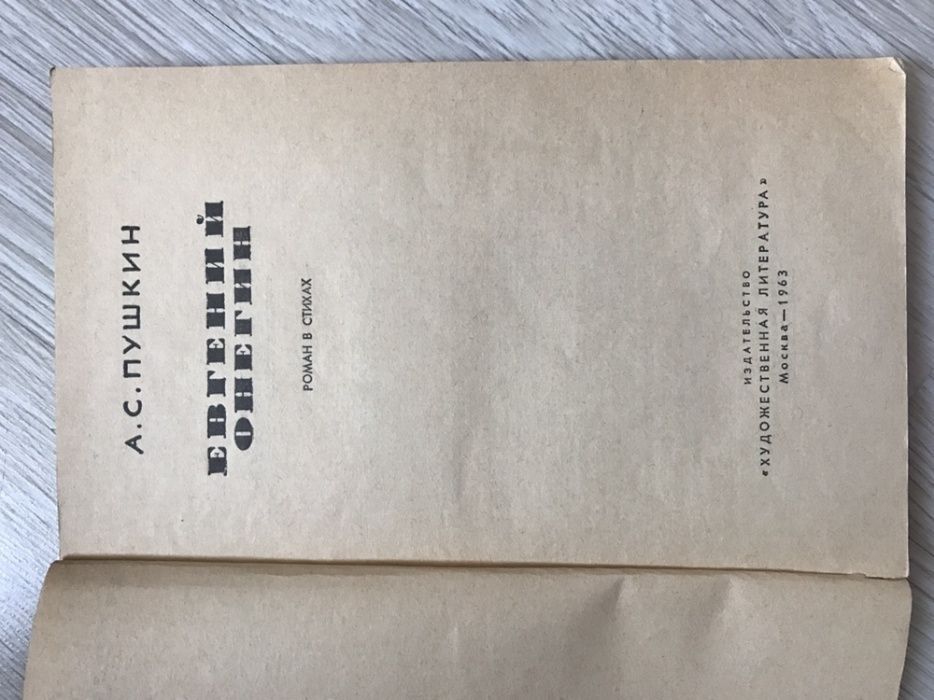 А. С. ПУШКИН
ЕВГЕНИЙ
ОНЕГИН
РОМАН В СТИХАХ
ИЗДАТЕЛЬСТВО
«ХУДОЖЕСТВЕННАЯ ЛИТЕРАТУРА»
Москва — 1963